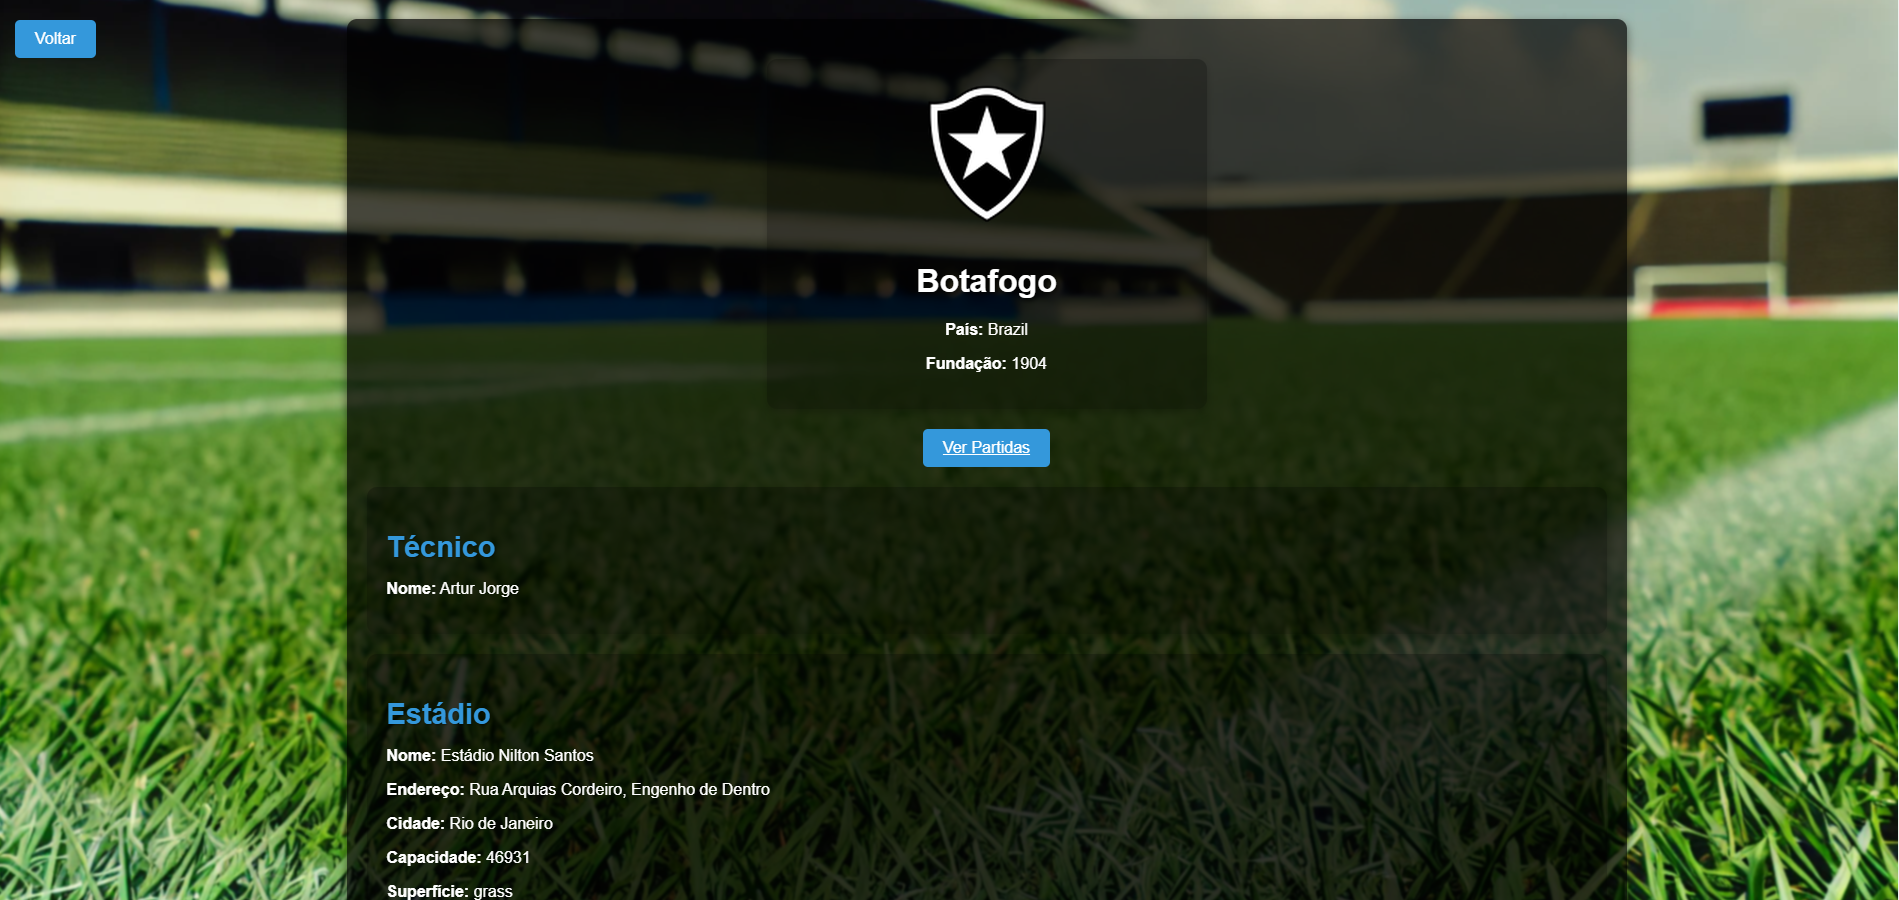 Voltar
Botafogo
País: Brazil
Fundação: 1904
Ver Partidas
Técnico
Nome: Artur Jorge
Estádio
Nome: Estádio Nilton Santos
Endereço: Rua Arquias Cordeiro, Engenho de Dentro
Cidade: Rio de Janeiro
Capacidade: 46931
Superfície: grass